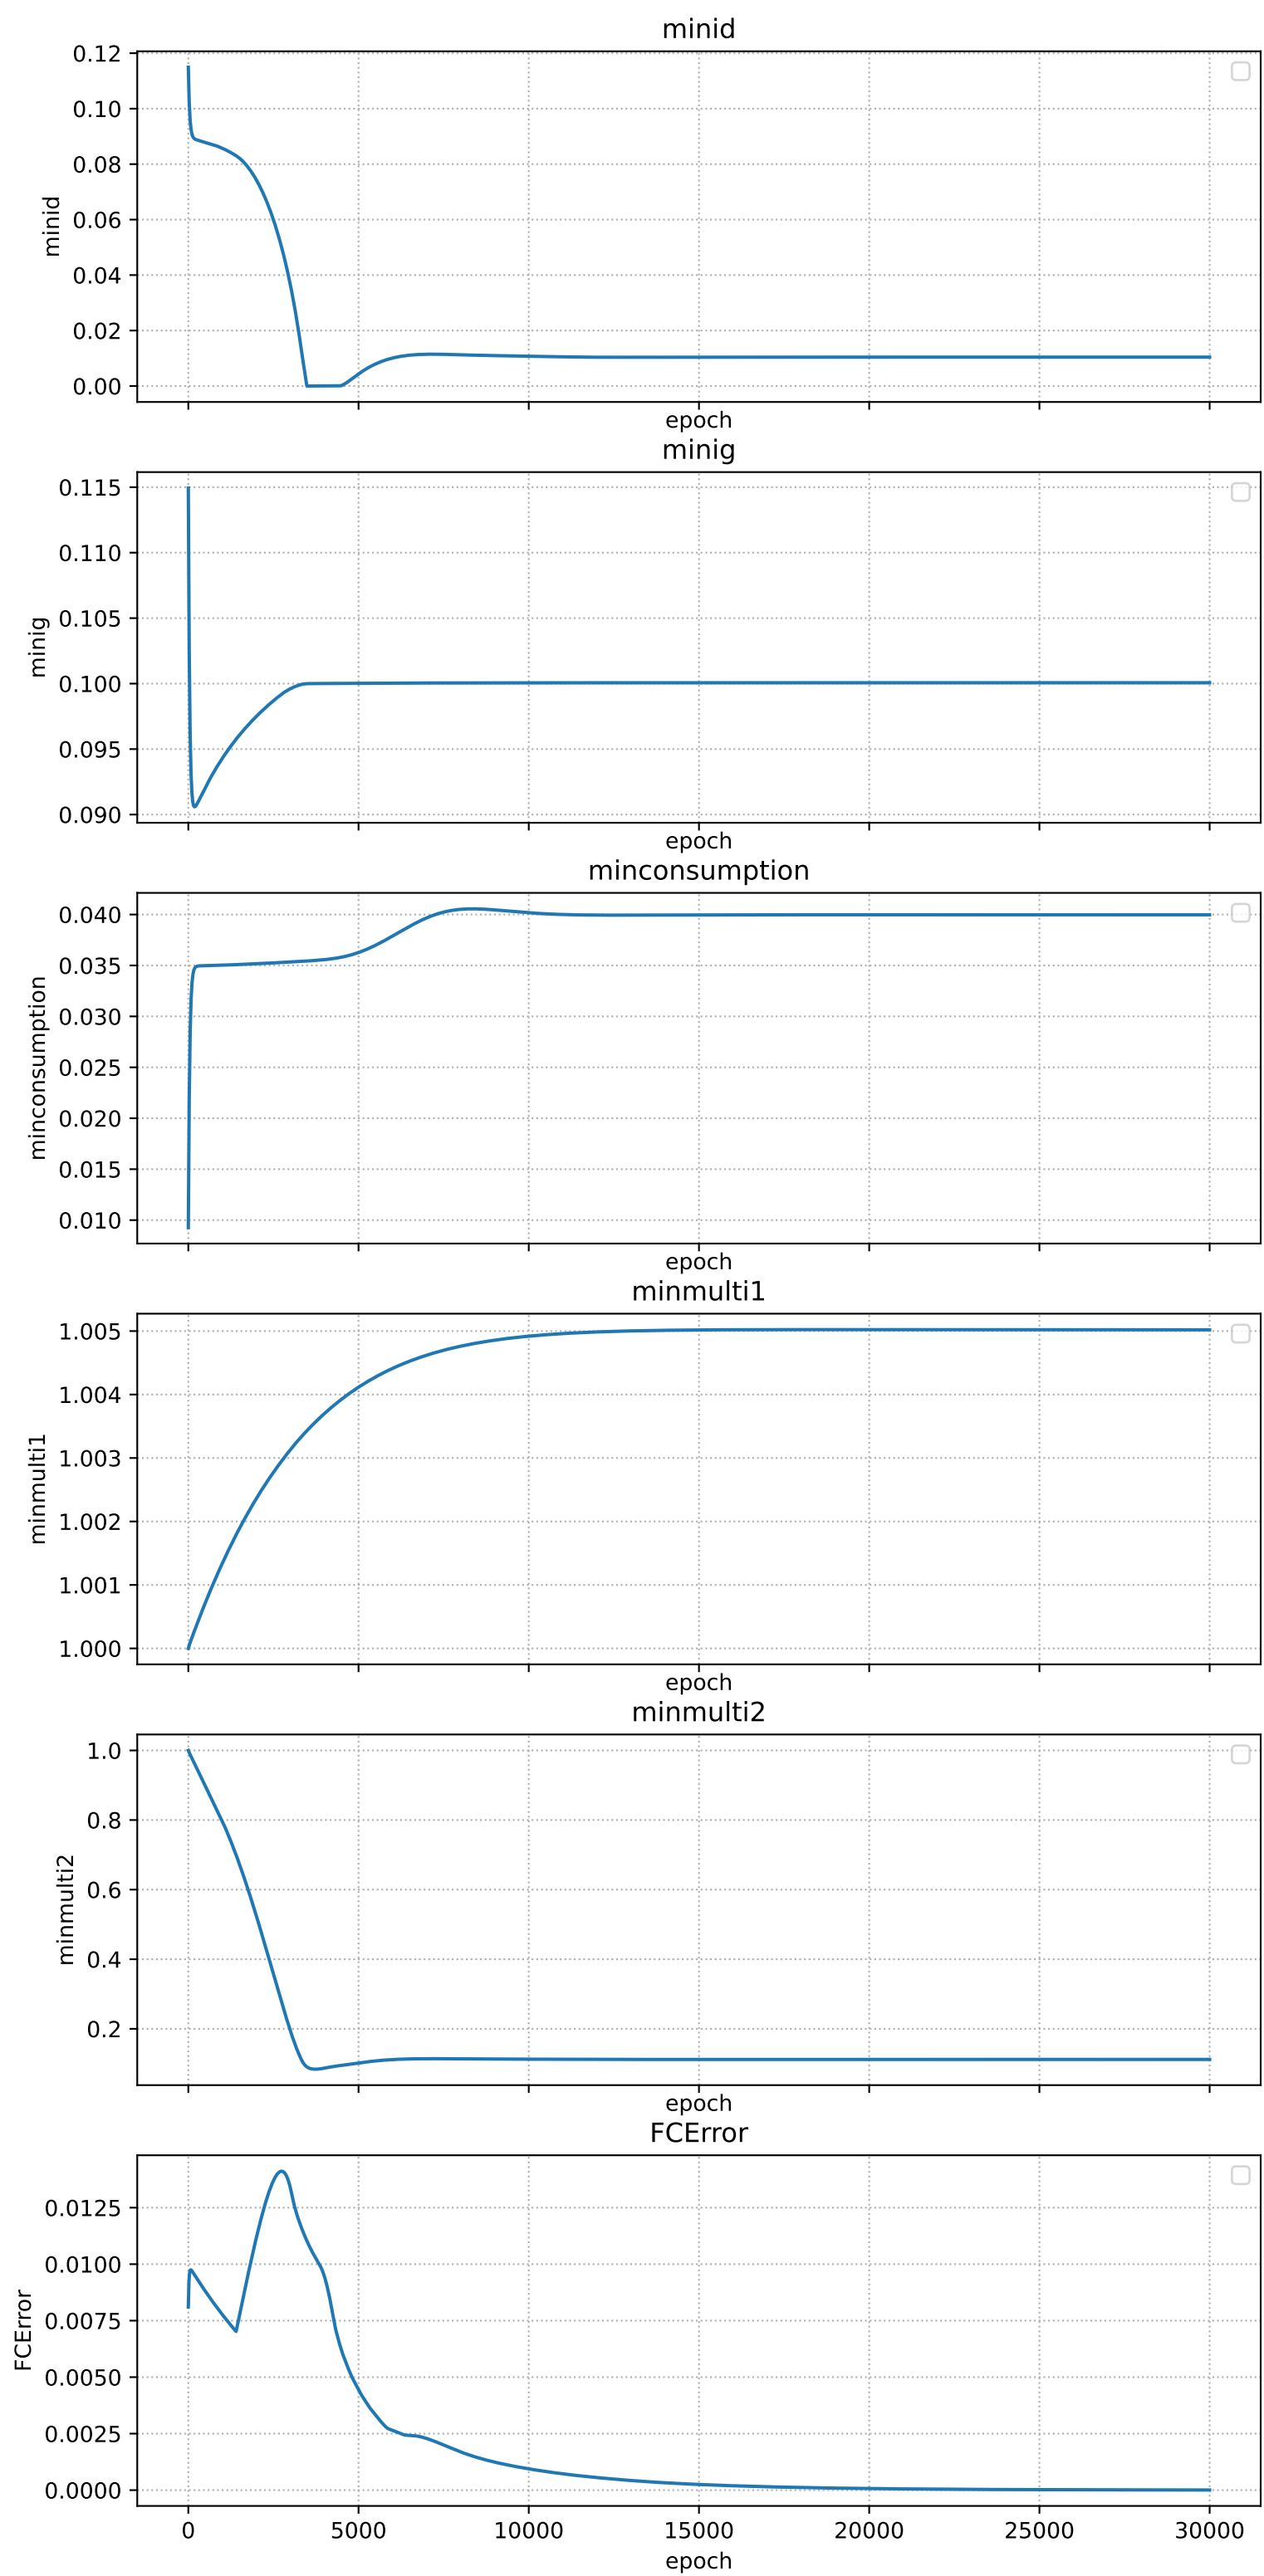 minid
0.12
0.10
0.08
0.06
0.04
0.02
0.00
minid
epoch
minig
0.115
0.110
0.105
0.100
0.095
0.090
minig
epoch
minconsumption
0.040
0.035
0.030
0.025
0.020
0.015
0.010
minconsumption
epoch
minmulti1
1.005
1.004
1.003
1.002
1.001
1.000
minmulti1
epoch
minmulti2
1.0
0.8
0.6
0.4
0.2
minmulti2
epoch
FCError
0.0125
0.0100
0.0075
0.0050
0.0025
0.0000
FCError
0 5000 10000 15000 20000 25000 30000
epoch